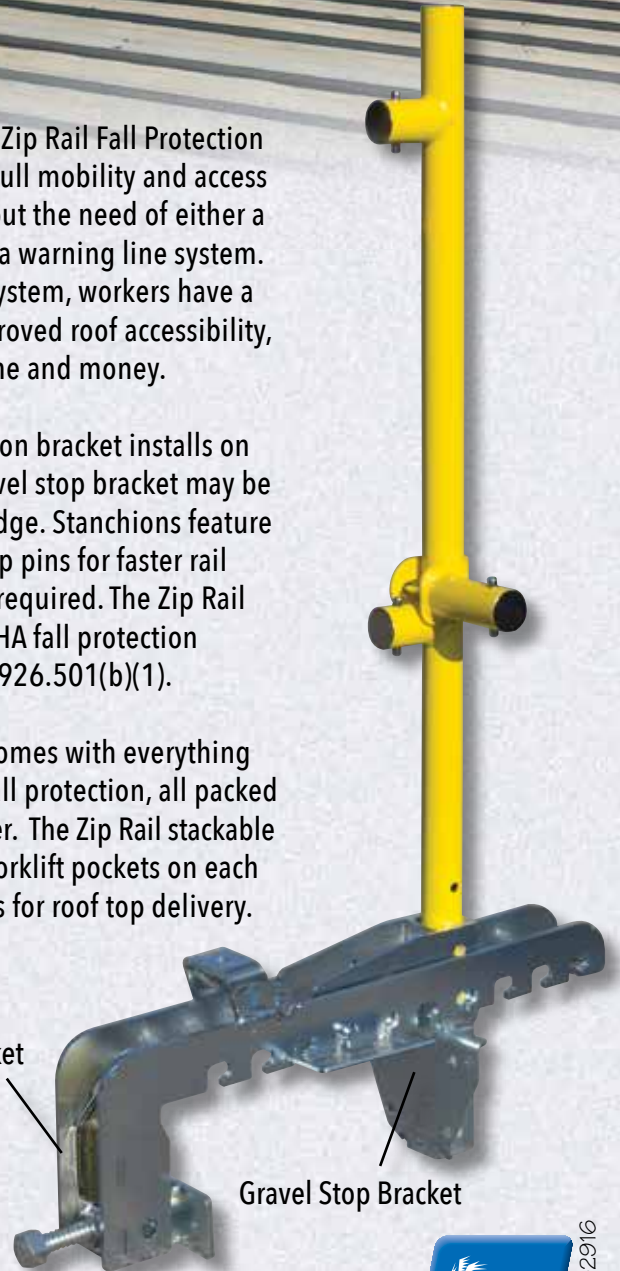 Zip Rail Fall Protection
ull mobility and access
out the need of either a
a warning line system.
ystem, workers have a
roved roof accessibility,
ne and money.
on bracket installs on
vel stop bracket may be
dge. Stanchions feature
p pins for faster rail
required. The Zip Rail
HA fall protection
926.501(b)(1).
omes with everything
ll protection, all packed
er. The Zip Rail stackable
orklift pockets on each
s for roof top delivery.
ket
Gravel Stop Bracket
2916